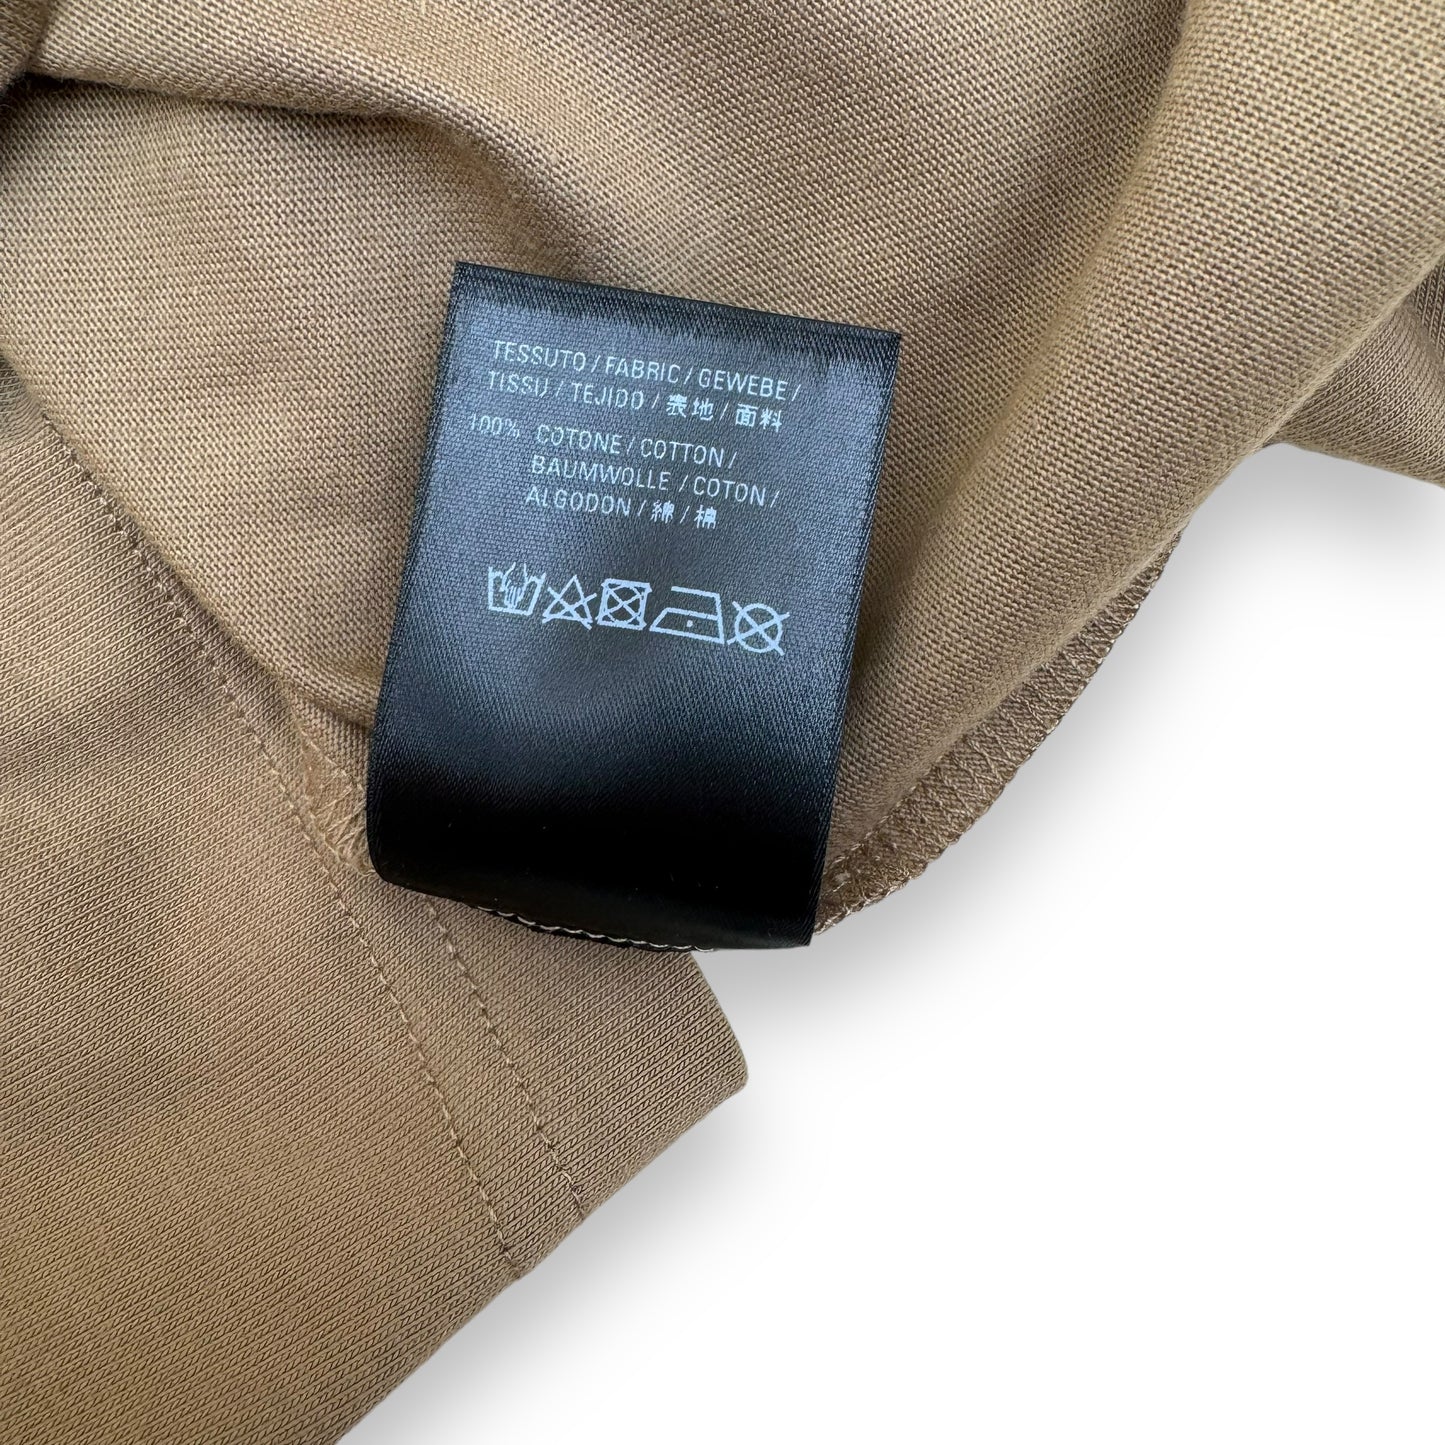 TESSUTO / FABRIC / GEWEBE /
TISSU / TEJIDO / 表地 / 面料
100% COTONE / COTTON /
BAUMWOLLE / COTON /
ALGODON / 綿 / 棉